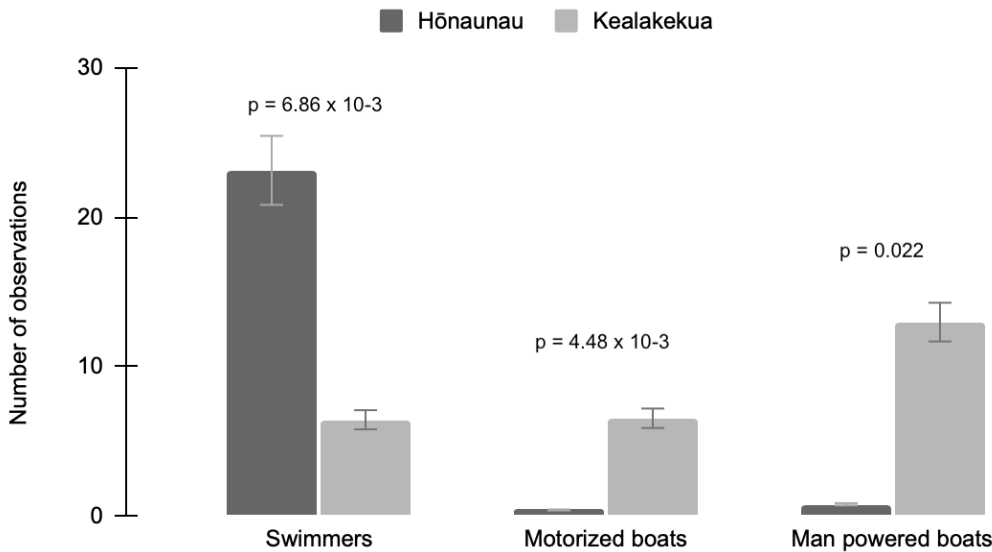 Hōnaunau Kealakekua
30
p = 6.86 x 10-3
20
p = 0.022
p = 4.48 x 10-3
10
0
Number of observations
Swimmers Motorized boats Man powered boats